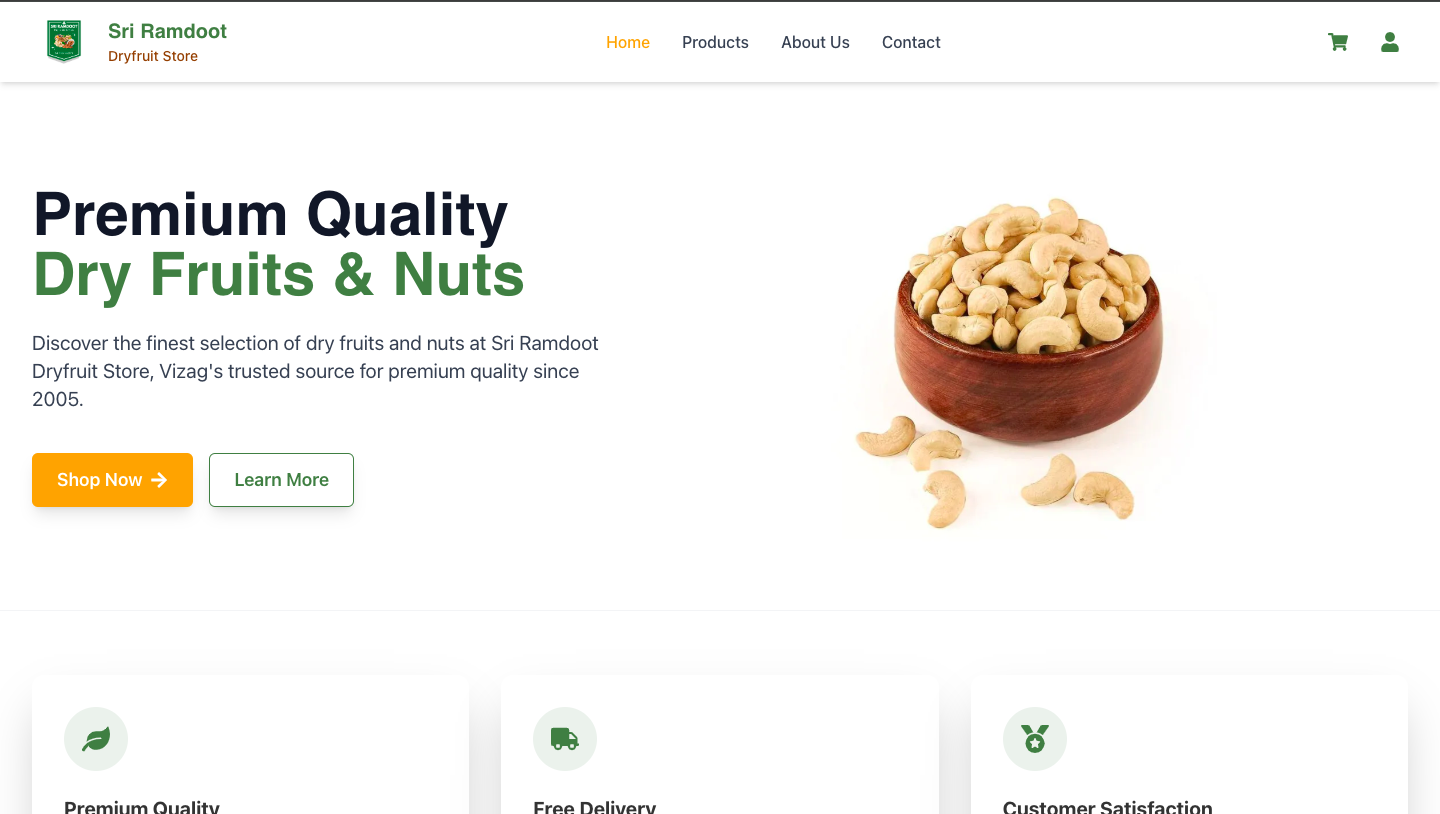 SRI RAMDOOT
Sri Ramdoot
Dryfruit Store
Home
Products
About Us
Contact
Premium Quality
Dry Fruits & Nuts
Discover the finest selection of dry fruits and nuts at Sri Ramdoot
Dryfruit Store, Vizag's trusted source for premium quality since
2005.
Shop Now
Learn More
Premium Quality
Free Delivery
Customer Satisfaction